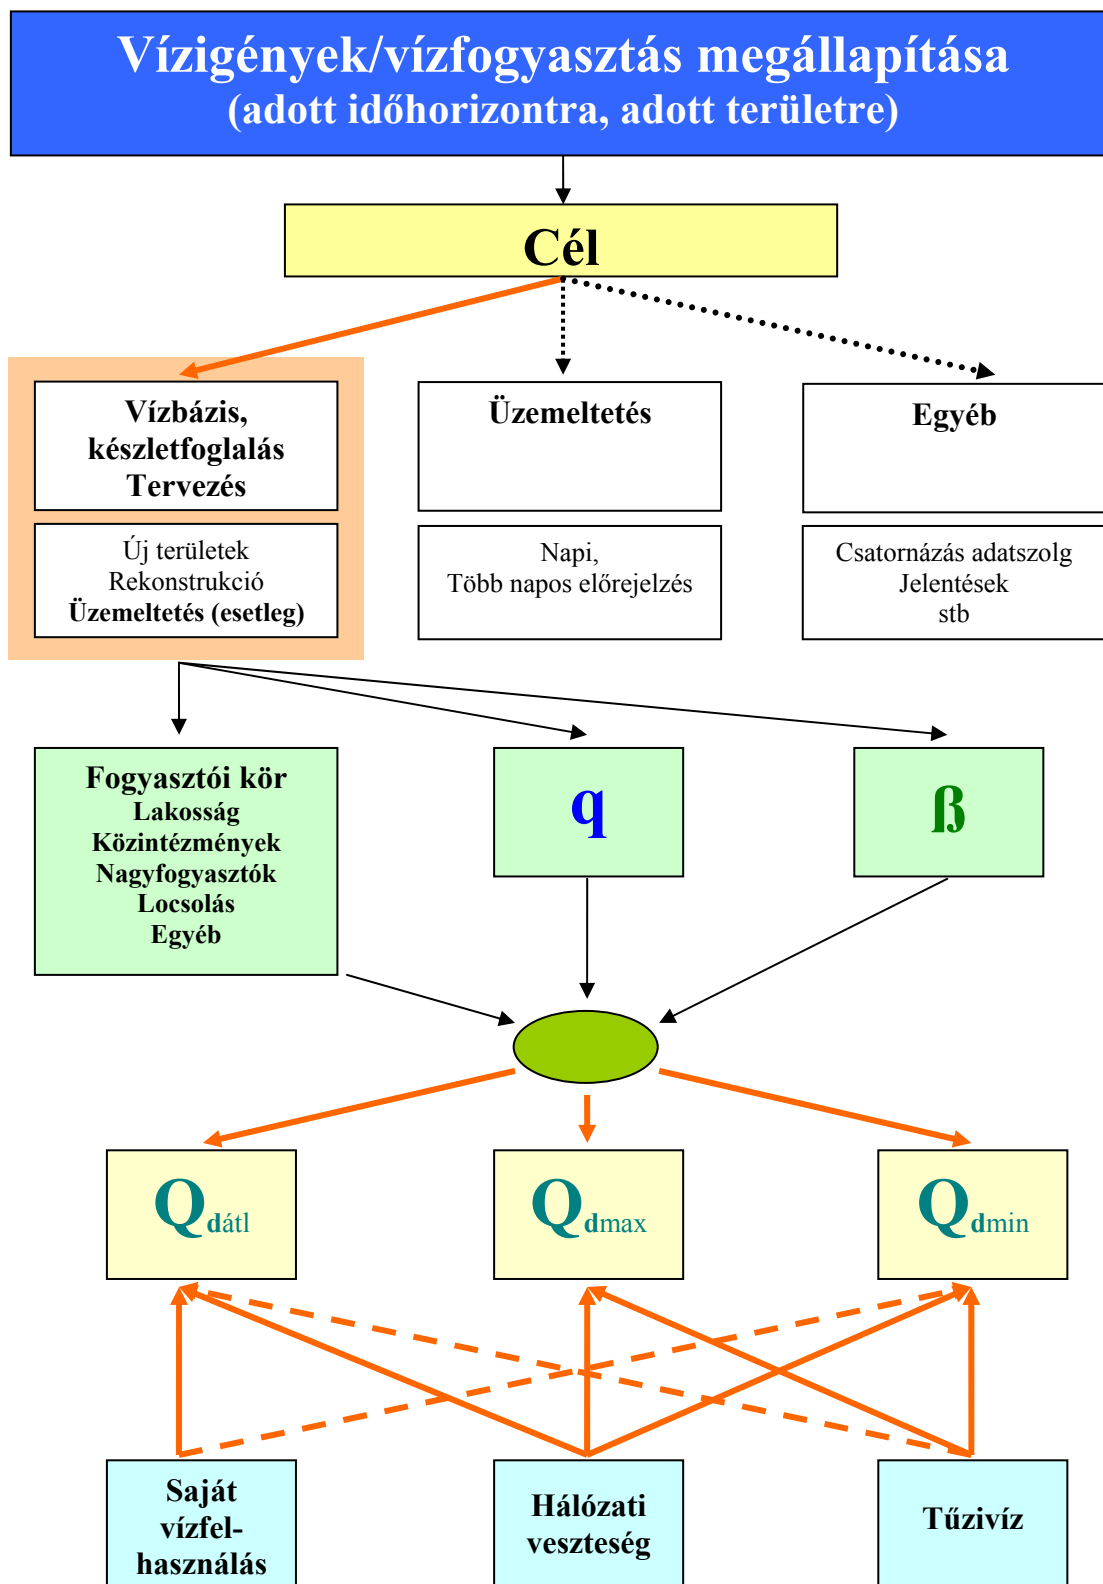 Vízigények/vízfogyasztás megállapítása
(adott időhorizontra, adott területre)
Cél
Vízbázis,
készletfoglalás
Tervezés
Üzemeltetés
Egyéb
Új területek
Rekonstrukció
Üzemeltetés (esetleg)
Napi,
Több napos előrejelzés
Csatornázás adatszolg
Jelentések
stb
Fogyasztói kör
Lakosság
Közintézmények
Nagyfogyasztók
Locsolás
Egyéb
q
ß
Qdátl
Qdmax
Qdmin
Saját
vízfel-
használás
Hálózati
veszteség
Tűzivíz